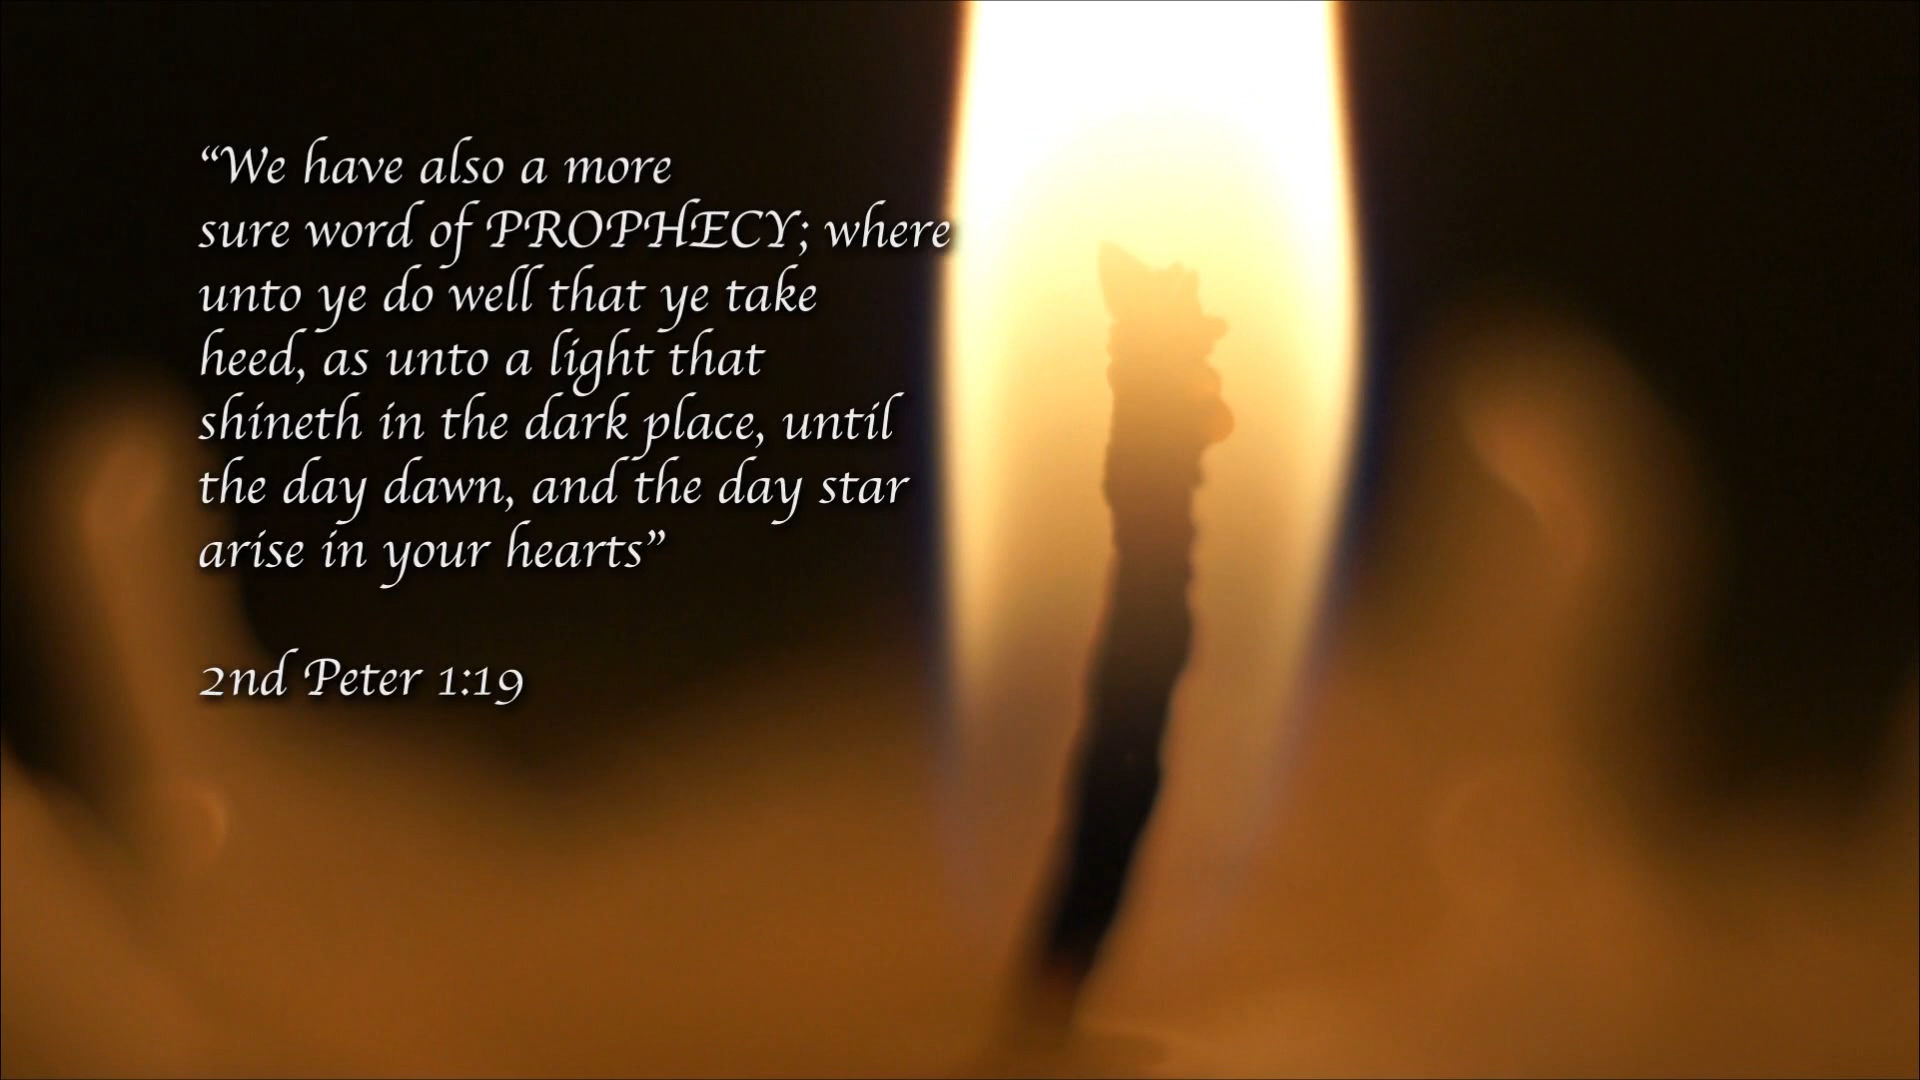 “We have also a more
sure word of PROPHECY; where
unto ye do well that ye take
heed, as unto a light that
shineth in the dark place, until
the day dawn, and the day star
arise in your hearts”
2nd Peter 1:19